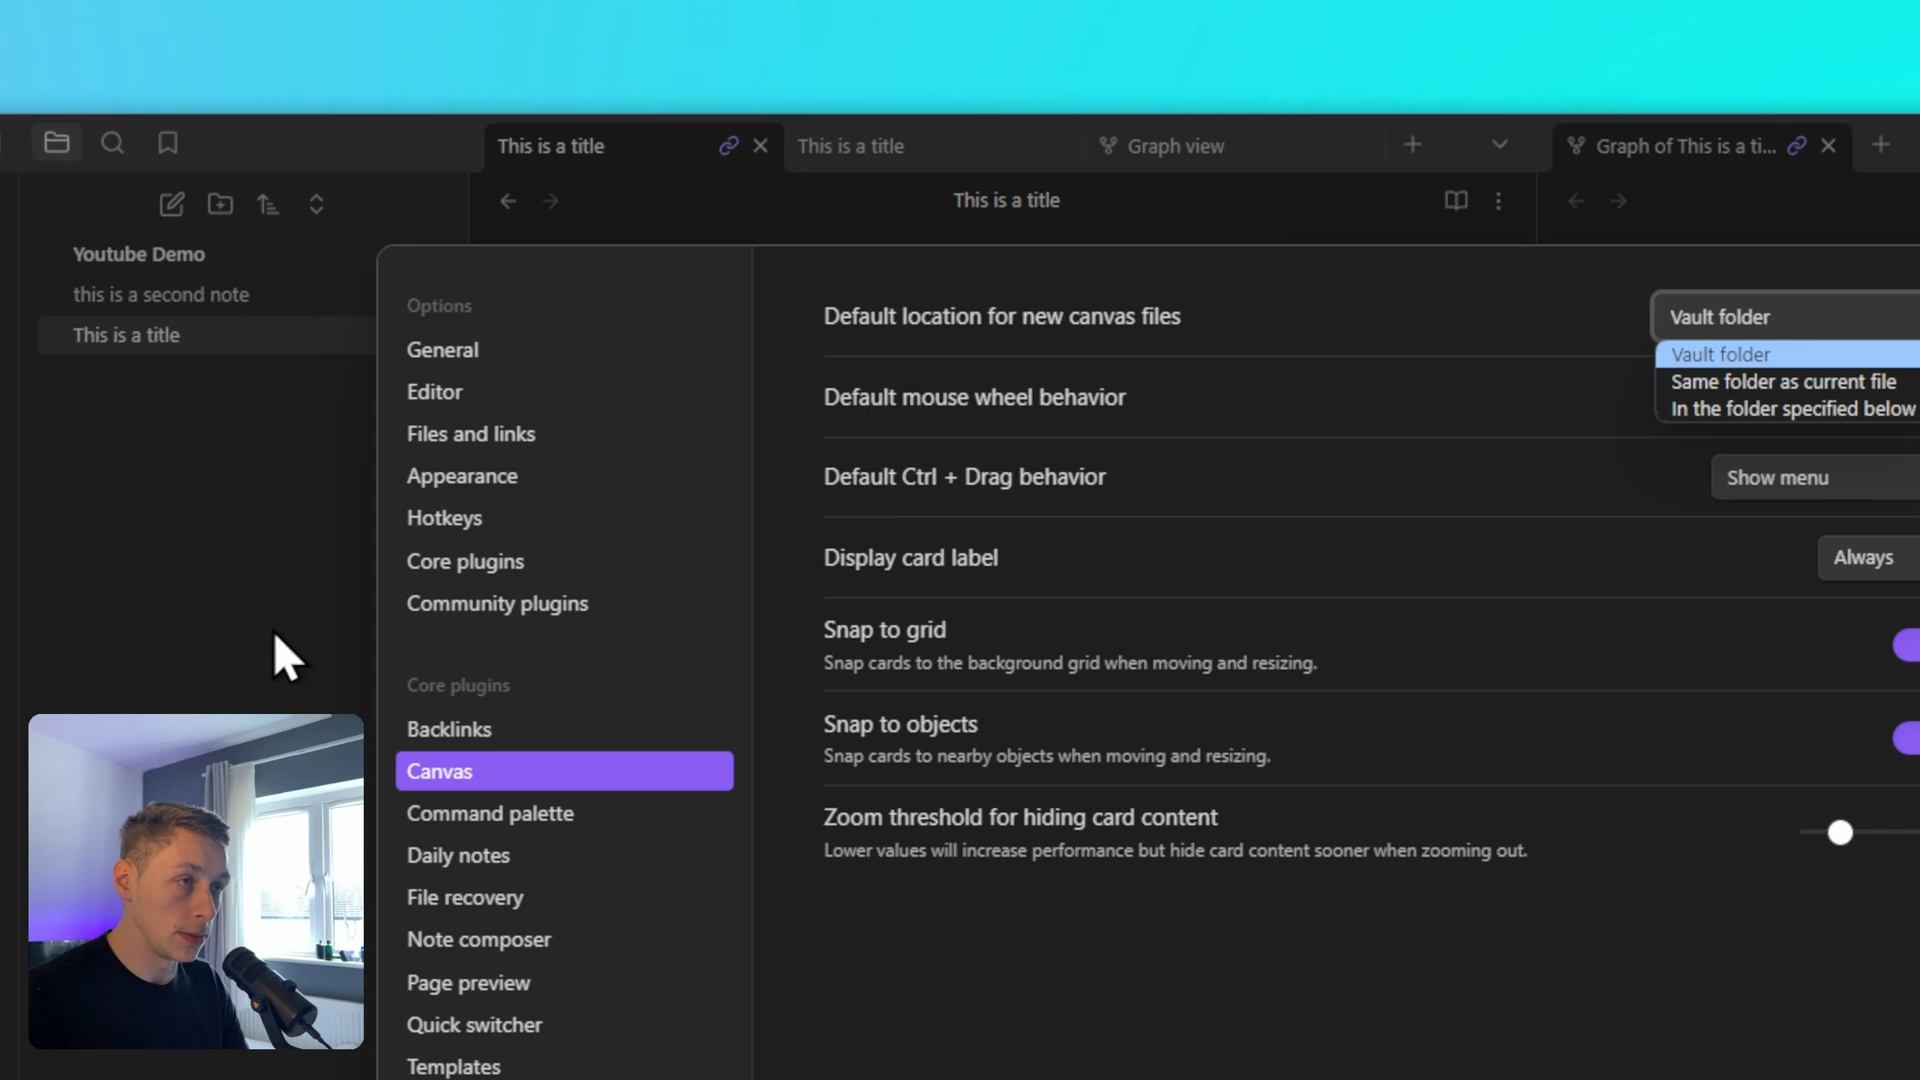 This is a title
This is a title
Graph view
Graph of This is a ti...
This is a title
Youtube Demo
this is a second note
This is a title
Options
General
Editor
Files and links
Appearance
Hotkeys
Core plugins
Community plugins
Core plugins
Backlinks
Canvas
Command palette
Daily notes
File recovery
Note composer
Page preview
Quick switcher
Templates
Default location for new canvas files
Vault folder
Vault folder
Same folder as current file
In the folder specified below
Default mouse wheel behavior
Default Ctrl + Drag behavior
Show menu
Display card label
Always
Snap to grid
Snap cards to the background grid when moving and resizing.
Snap to objects
Snap cards to nearby objects when moving and resizing.
Zoom threshold for hiding card content
Lower values will increase performance but hide card content sooner when zooming out.